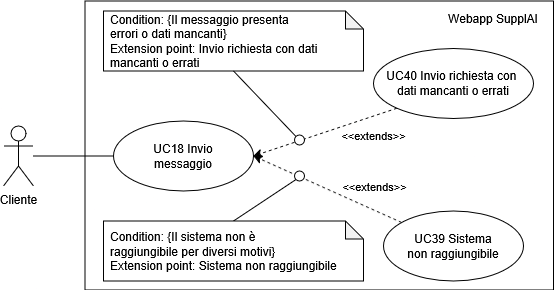 Condition: {Il messaggio presenta
errori o dati mancanti}
Extension point: Invio richiesta con dati
mancanti o errati
Webapp SupplAI
UC40 Invio richiesta con
dati mancanti o errati
<<extends>>
UC18 Invio
messaggio
Cliente
<<extends>>
Condition: {Il sistema non è
raggiungibile per diversi motivi}
Extension point: Sistema non raggiungibile
UC39 Sistema
non raggiungibile